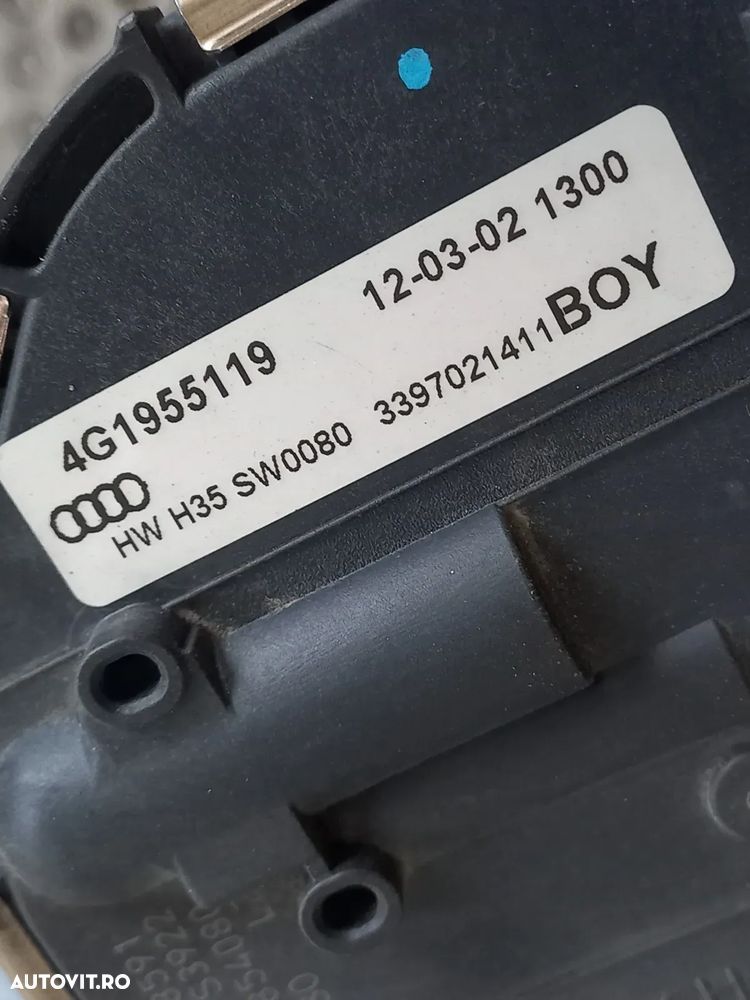 4G1955119 12-03-02 1300
HW H35 SW0080 3397021411 BOY
AUTOVIT.RO